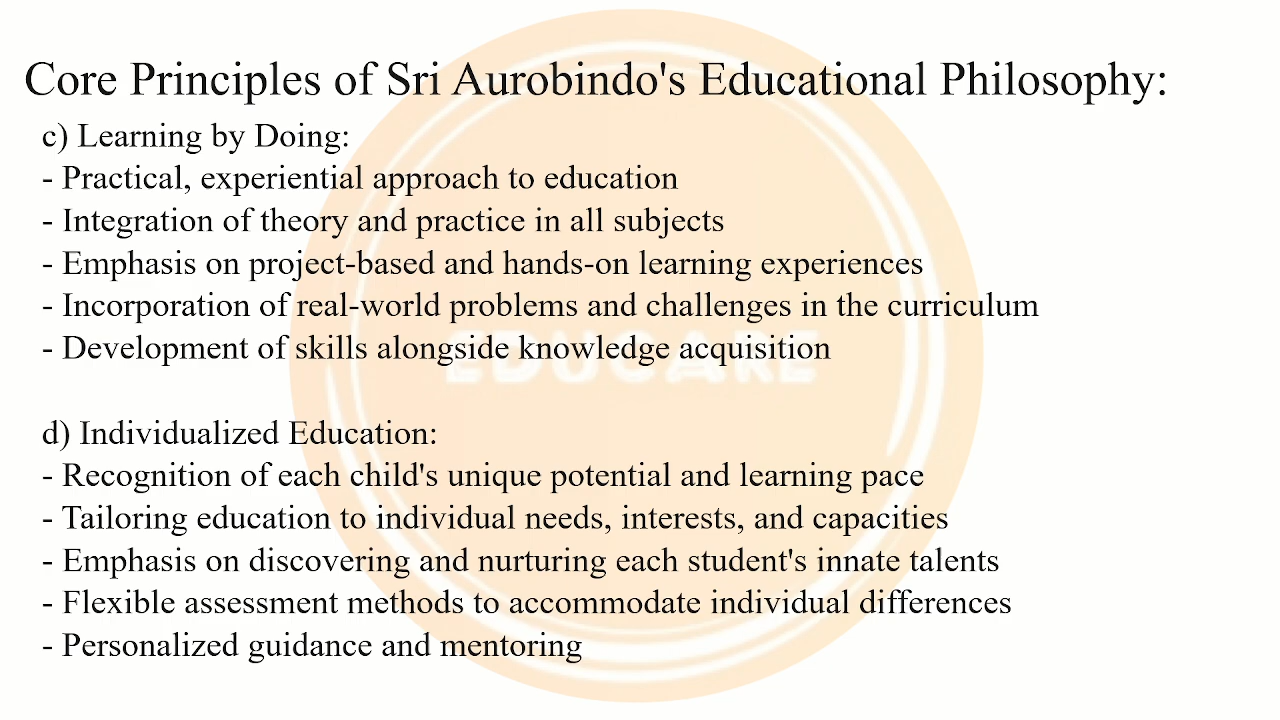 Core Principles of Sri Aurobindo's Educational Philosophy:
c) Learning by Doing:
- Practical, experiential approach to education
- Integration of theory and practice in all subjects
- Emphasis on project-based and hands-on learning experiences
- Incorporation of real-world problems and challenges in the curriculum
- Development of skills alongside knowledge acquisition
EDUCARE
d) Individualized Education:
- Recognition of each child's unique potential and learning pace
- Tailoring education to individual needs, interests, and capacities
- Emphasis on discovering and nurturing each student's innate talents
- Flexible assessment methods to accommodate individual differences
- Personalized guidance and mentoring